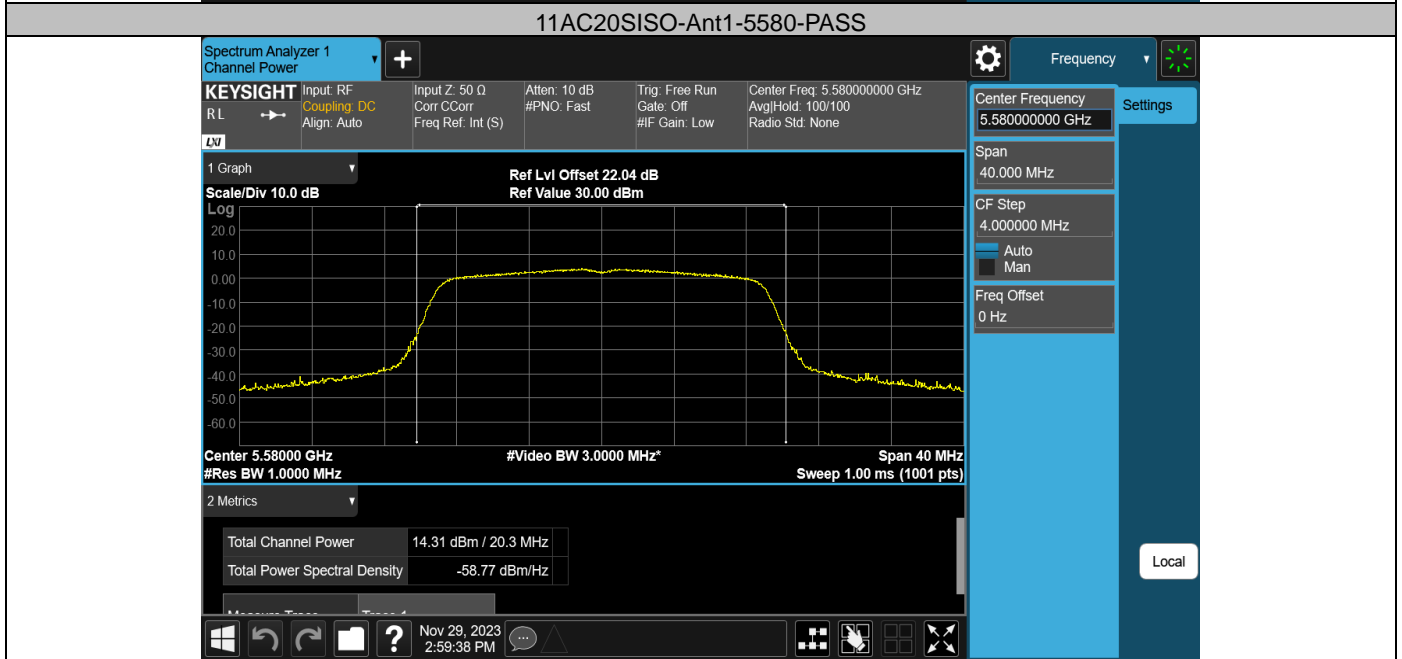 11AC20SISO-Ant1-5580-PASS
Spectrum Analyzer 1
Channel Power
+
Frequency
KEYSIGHT
RL
LXI
Input: RF
Coupling: DC
Align: Auto
Input Z: 50 Ω
Corr CCorr
Freq Ref: Int (S)
Atten: 10 dB
#PNO: Fast
Trig: Free Run
Gate: Off
#IF Gain: Low
Center Freq: 5.580000000 GHz
Avg|Hold: 100/100
Radio Std: None
Center Frequency
5.580000000 GHz
Settings
Span
40.000 MHz
CF Step
4.000000 MHz
Auto
Man
Freq Offset
0 Hz
1 Graph
Scale/Div 10.0 dB
Ref Lvl Offset 22.04 dB
Ref Value 30.00 dBm
Log
20.0
10.0
0.00
-10.0
-20.0
-30.0
-40.0
-50.0
-60.0
Center 5.58000 GHz
#Video BW 3.0000 MHz*
Span 40 MHz
#Res BW 1.0000 MHz
Sweep 1.00 ms (1001 pts)
2 Metrics
Total Channel Power 14.31 dBm / 20.3 MHz
Total Power Spectral Density -58.77 dBm/Hz
Local
?
Nov 29, 2023
2:59:38 PM